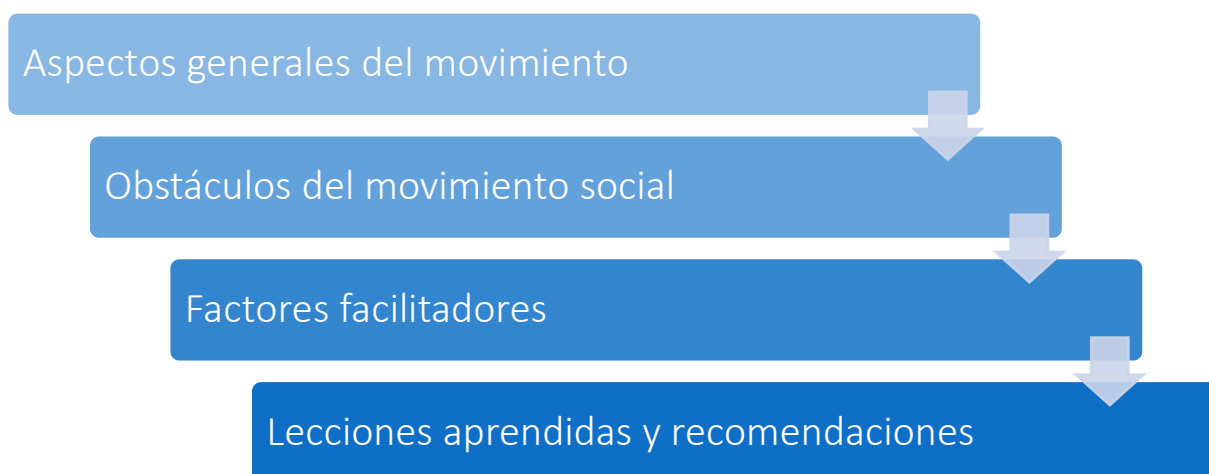 Aspectos generales del movimiento
Obstáculos del movimiento social
Factores facilitadores
Lecciones aprendidas y recomendaciones